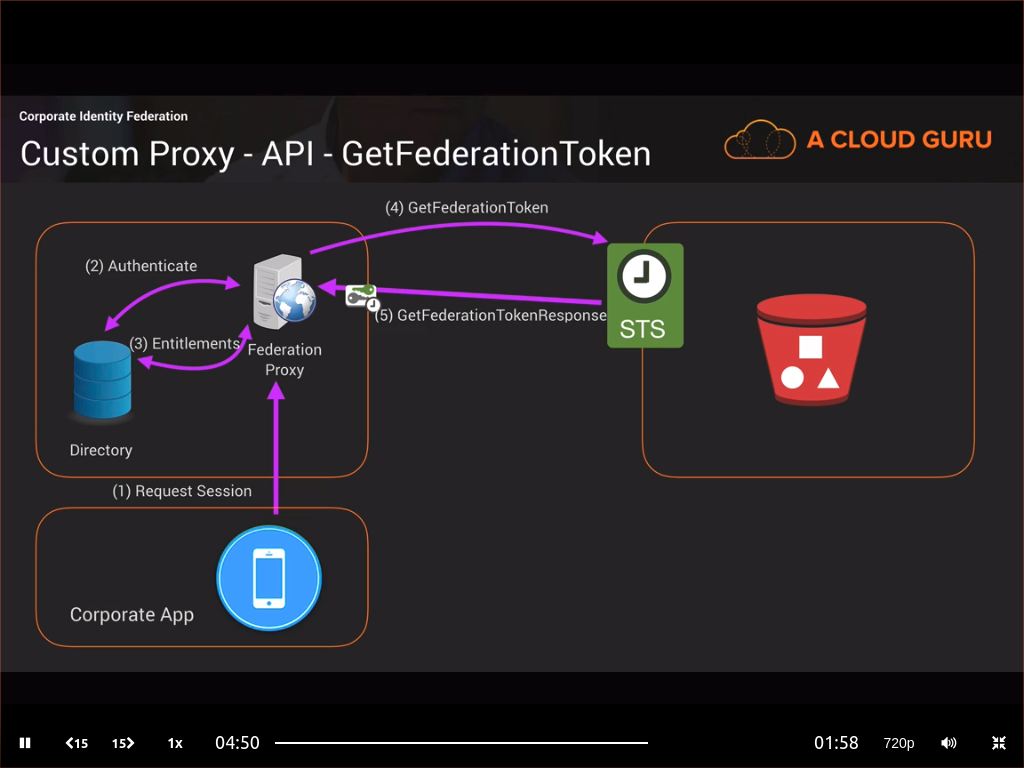 Corporate Identity Federation
Custom Proxy - API - GetFederationToken
A CLOUD GURU
(4) GetFederationToken
(2) Authenticate
(5) GetFederationTokenResponse
STS
(3) Entitlements
Federation
Proxy
Directory
(1) Request Session
Corporate App
15
15
1x
04:50
01:58
720p